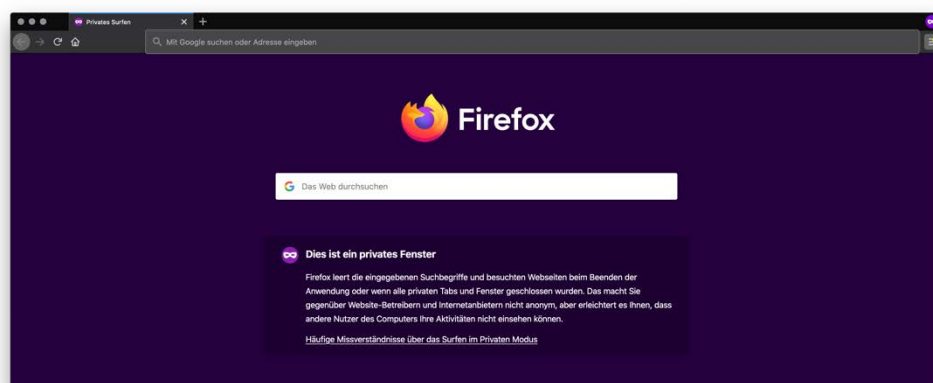 Privates Surfen
Mit Google suchen oder Adresse eingeben
Firefox
Das Web durchsuchen
Dies ist ein privates Fenster
Firefox leert die eingegebenen Suchbegriffe und besuchten Webseiten beim Beenden der
Anwendung oder wenn alle privaten Tabs und Fenster geschlossen wurden. Das macht Sie
gegenüber Website-Betreibern und Internetanbietern nicht anonym, aber erleichtert es Ihnen, dass
andere Nutzer des Computers Ihre Aktivitäten nicht einsehen können.
Häufige Missverständnisse über das Surfen im Privaten Modus